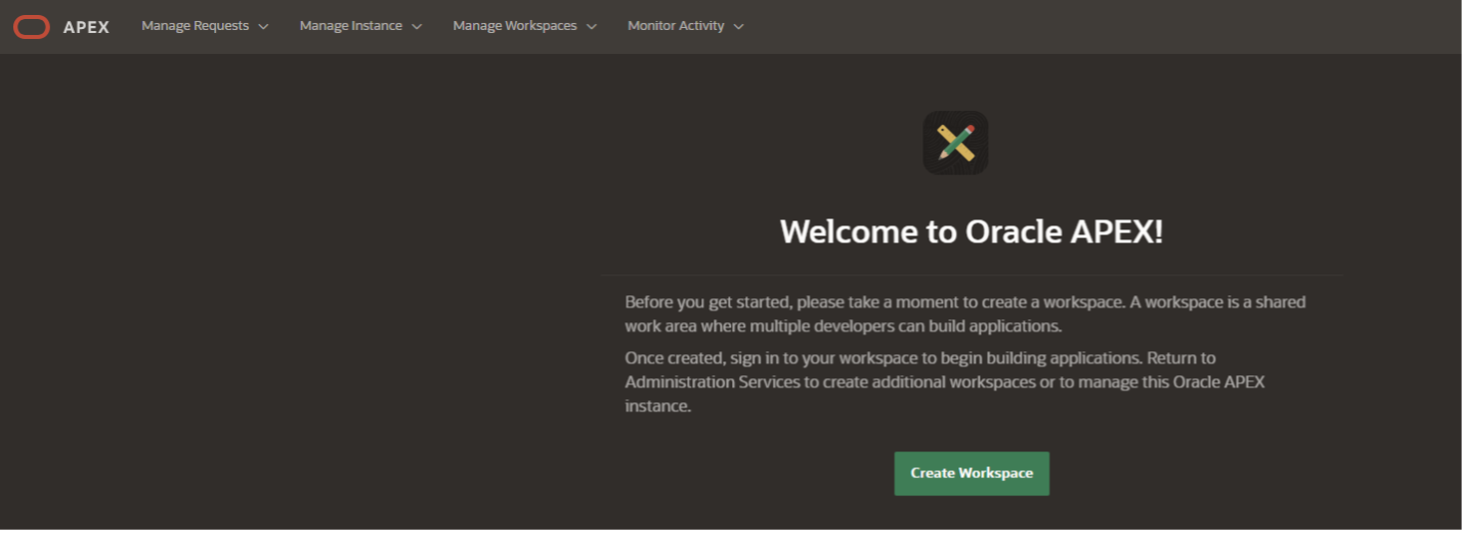 APEX Manage Requests Manage Instance Manage Workspaces Monitor Activity
Welcome to Oracle APEX!
Before you get started, please take a moment to create a workspace. A workspace is a shared
work area where multiple developers can build applications.
Once created, sign in to your workspace to begin building applications. Return to
Administration Services to create additional workspaces or to manage this Oracle APEX
instance.
Create Workspace